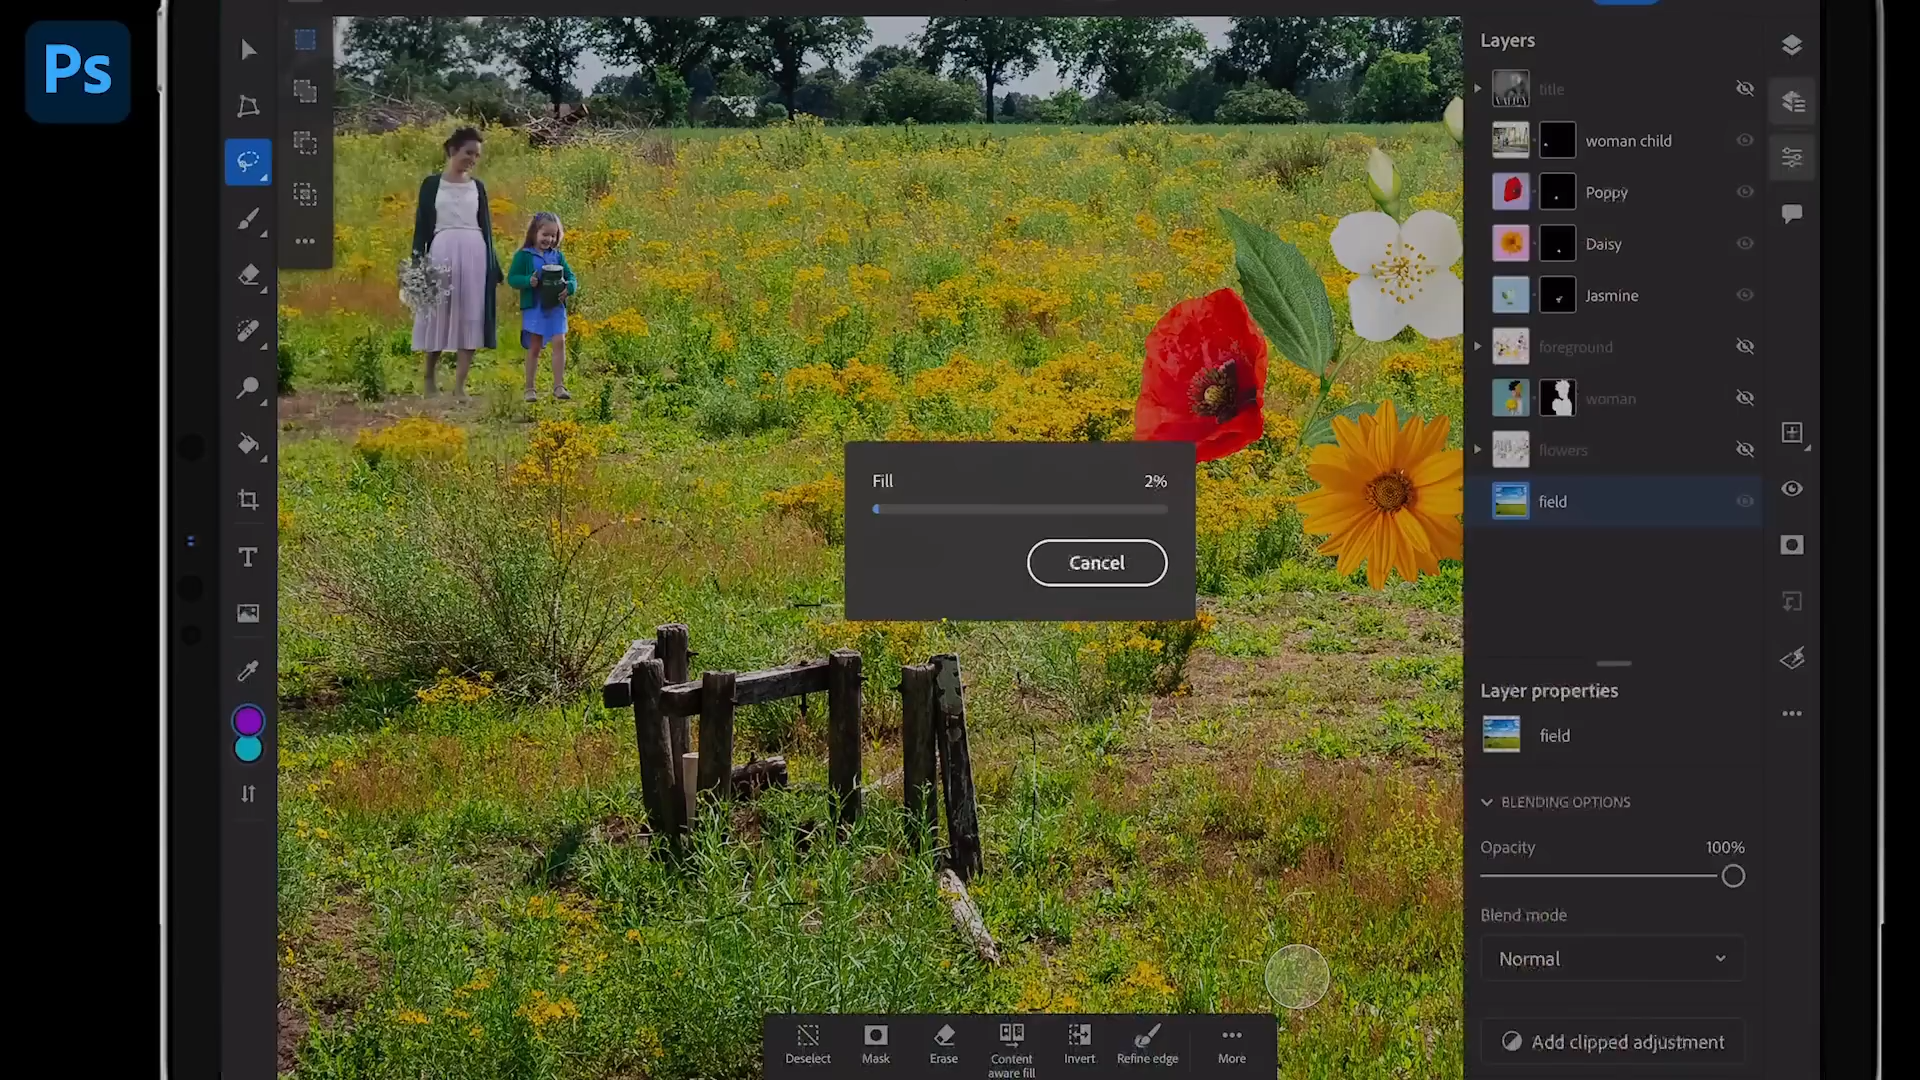 Ps
Layers
title
woman child
Poppy
Daisy
Jasmine
foreground
woman
flowers
field
Fill 2%
Cancel
Layer properties
field
BLENDING OPTIONS
Opacity 100%
Blend mode
Normal
Add clipped adjustment
T
Deselect
Mask
Erase
Content
aware fill
Invert
Refine edge
More